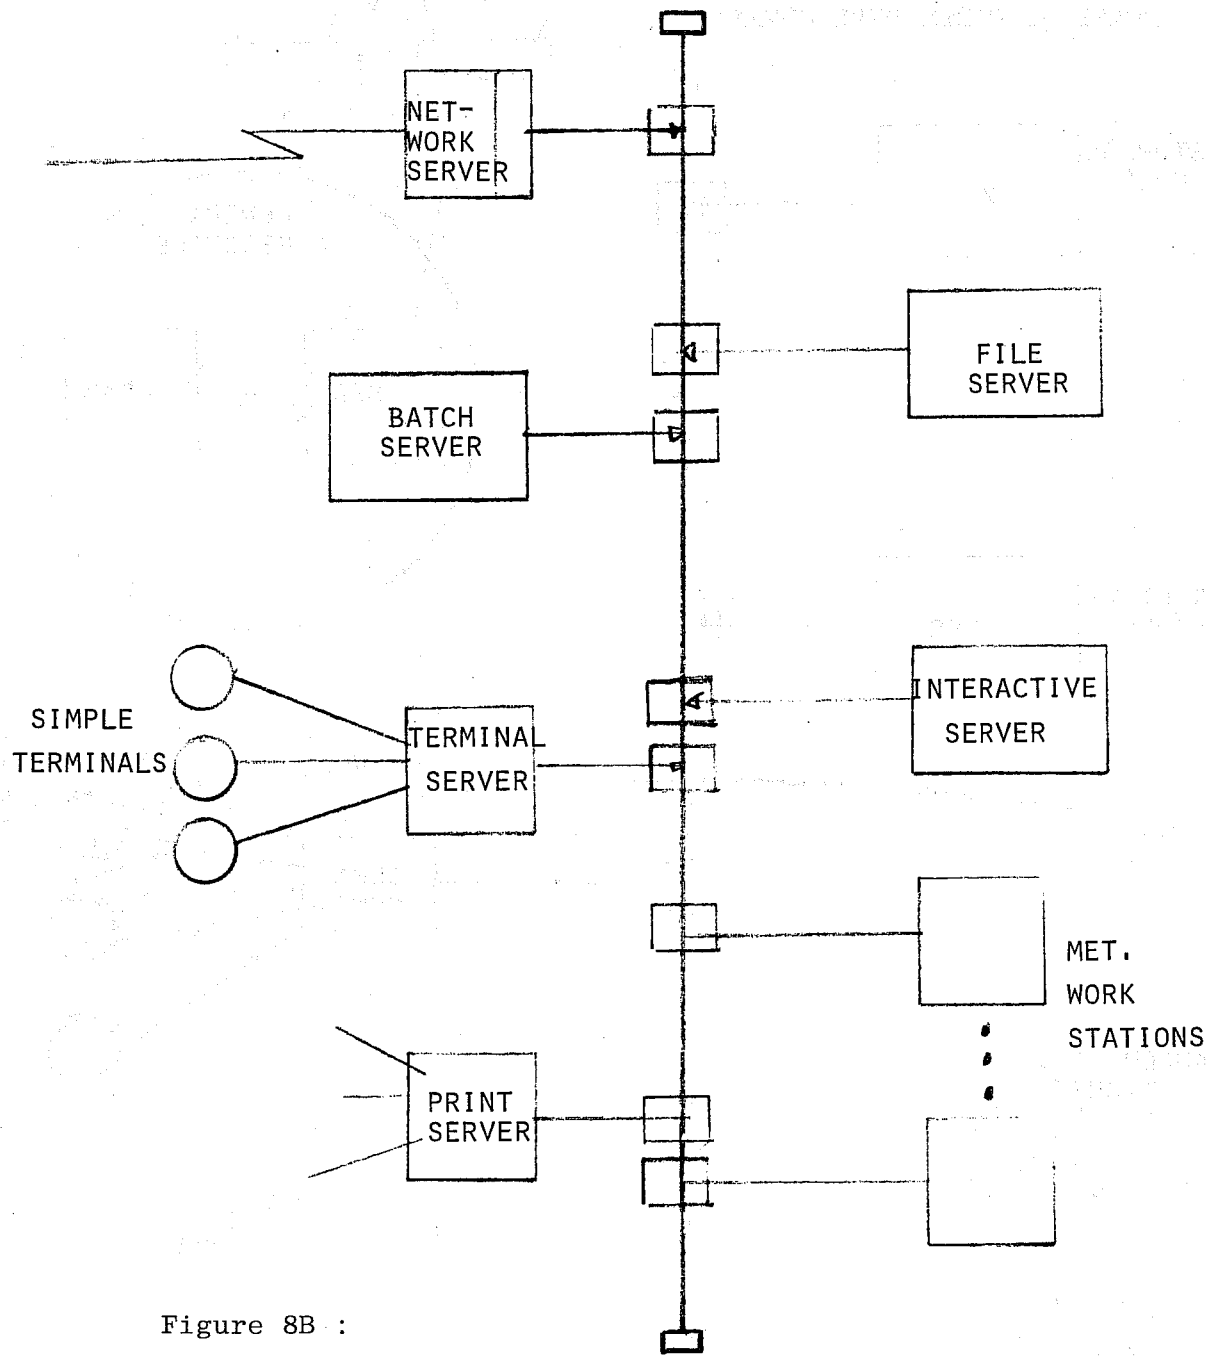 NET-
WORK
SERVER
FILE
SERVER
BATCH
SERVER
SIMPLE
TERMINALS
TERMINAL
SERVER
INTERACTIVE
SERVER
MET.
WORK
STATIONS
PRINT
SERVER
Figure 8B :